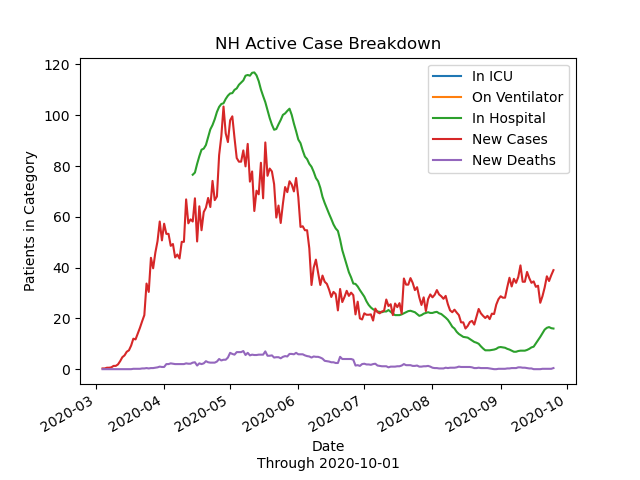 NH Active Case Breakdown
120
100
80
60
40
20
0
Patients in Category
In ICU
On Ventilator
In Hospital
New Cases
New Deaths
2020-03
2020-04
2020-05
2020-06
2020-07
2020-08
2020-09
2020-10
Date
Through 2020-10-01